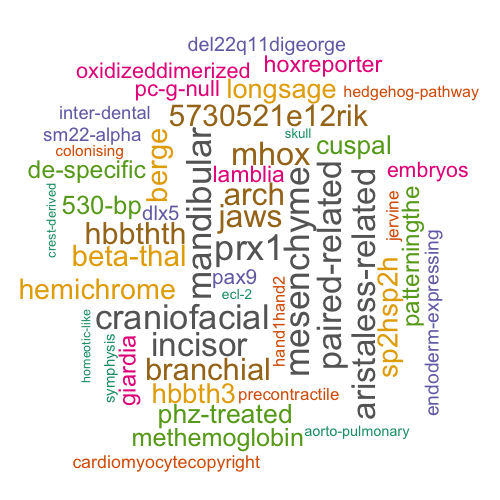 del22q11digeorge
oxidizeddimerized
hoxreporter
pc-g-null
longsage
hedgehog-pathway
inter-dental
5730521e12rik
sm22-alpha
skull
colonising
berge
mandibular
mhox
cuspal
de-specific
lamblia
embryos
crest-derived
530-bp
dlx5
arch
jaws
mesenchyme
paired-related
aristaless-related
jervine
patterningthe
hbbthth
prx1
beta-thal
pax9
sp2hsp2h
endoderm-expressing
hemichrome
ecl-2
hand1hand2
craniofacial
homeotic-like
symphysis
giardia
incisor
branchial
hbbth3
precontractile
phz-treated
methemoglobin
aorto-pulmonary
cardiomyocytecopyright